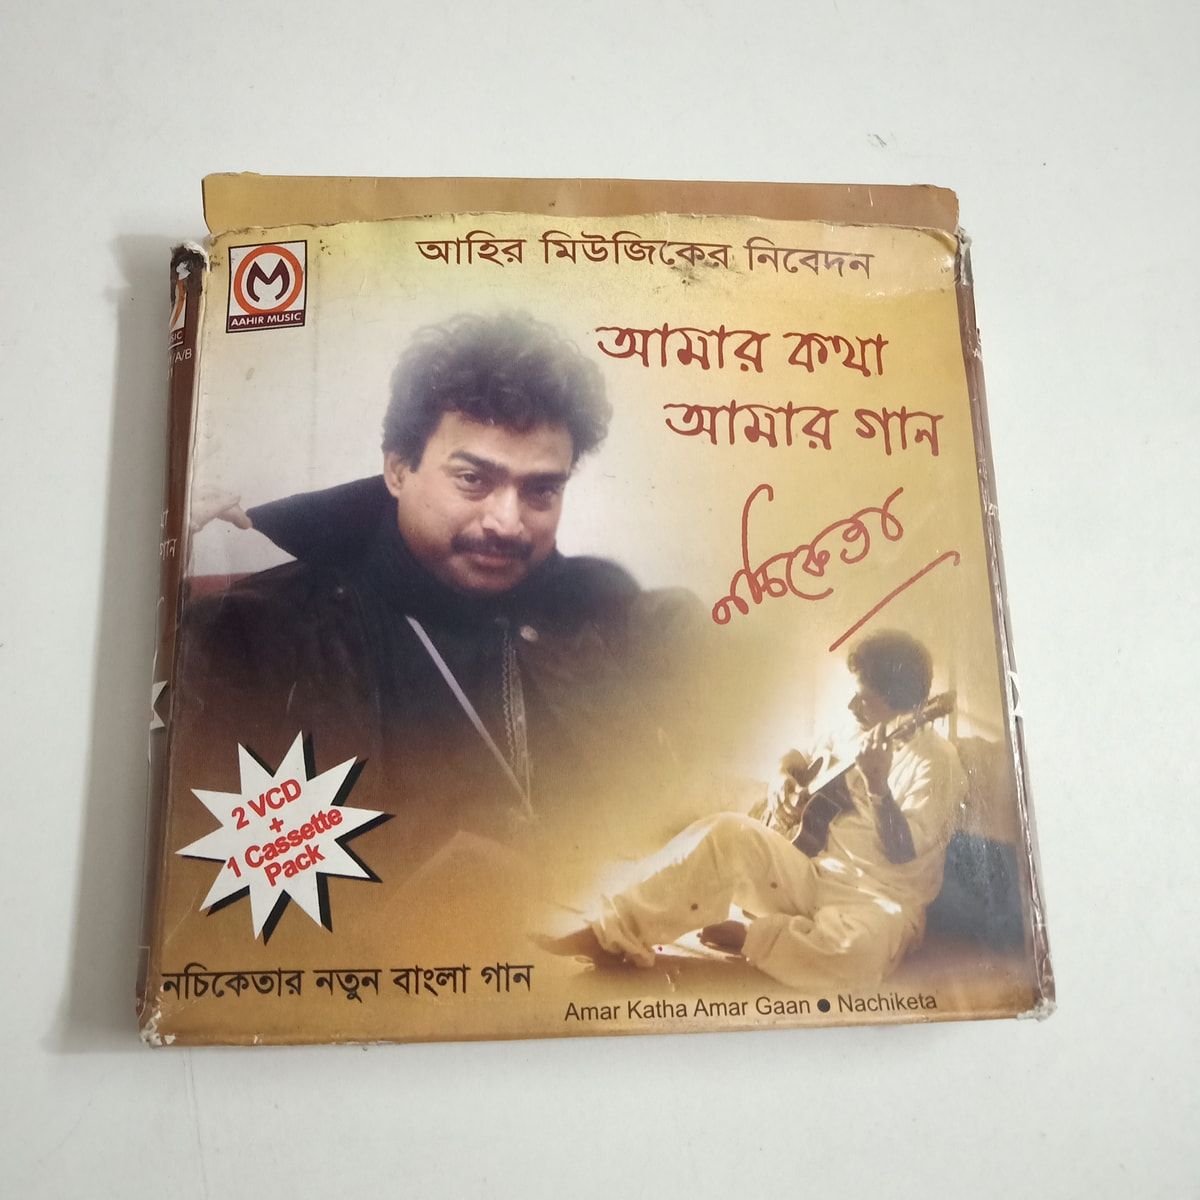 আহির মিউজিকের নিবেদন
AAHIR MUSIC
আমার কথা
আমার গান
নচিকেতা
2 VCD
+
1 Cassette
Pack
নচিকেতার নতুন বাংলা গান
Amar Katha Amar Gaan ● Nachiketa
SIC
/A/B
গান